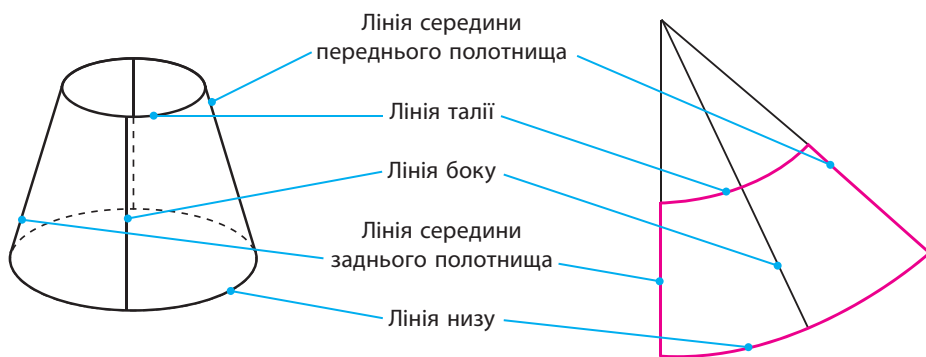 Лінія середини
переднього полотнища
Лінія талії
Лінія боку
Лінія середини
заднього полотнища
Лінія низу